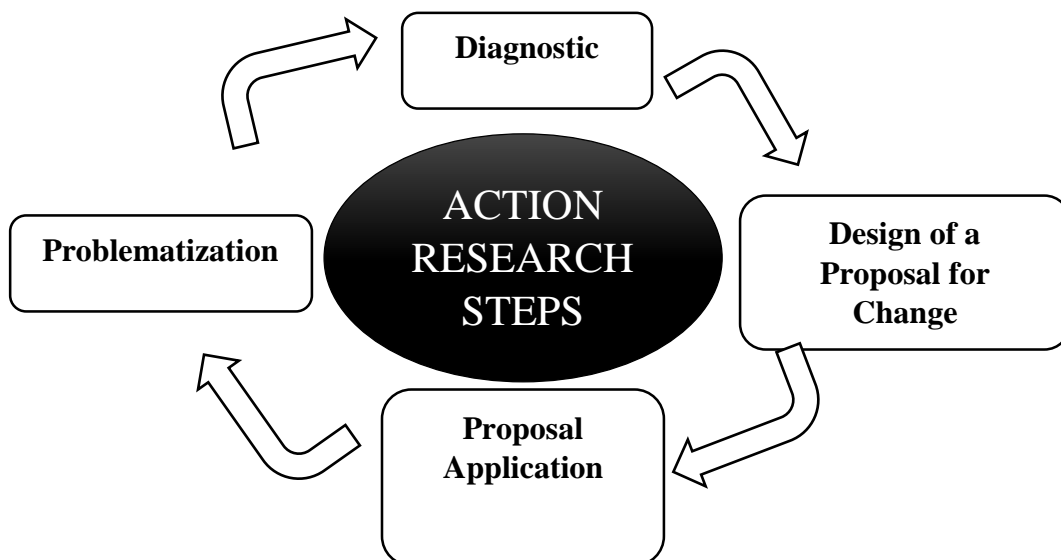 Diagnostic
ACTION
RESEARCH
STEPS
Problematization
Design of a
Proposal for
Change
Proposal
Application